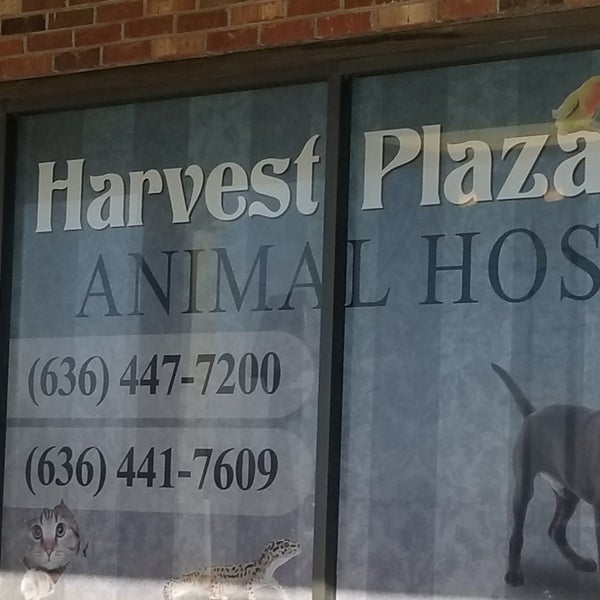 Harvest Plaza
ANIMAL HOS
(636) 447-7200
(636) 441-7609